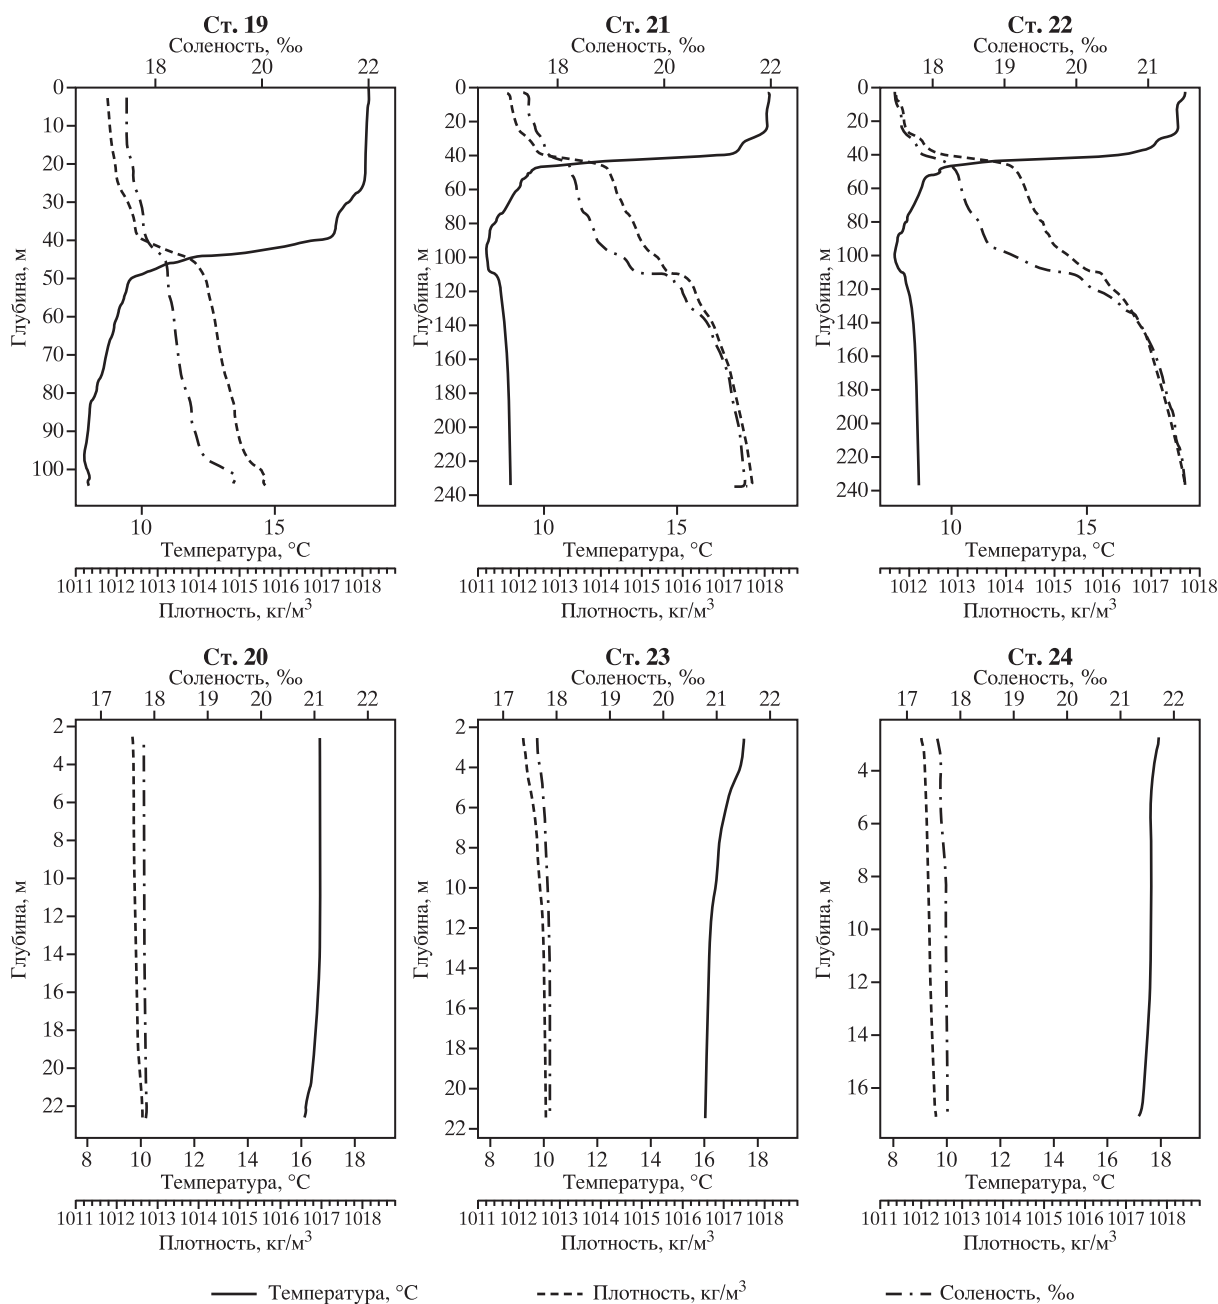 Ст. 19
Соленость, ‰
18 20 22
0
10
20
30
40
50
60
70
80
90
100
Глубина, м
10 15
Температура, °C
1011 1012 1013 1014 1015 1016 1017 1018
Плотность, кг/м³
Ст. 21
Соленость, ‰
18 20 22
0
20
40
60
80
100
120
140
160
180
200
220
240
Глубина, м
10 15
Температура, °C
1011 1012 1013 1014 1015 1016 1017 1018
Плотность, кг/м³
Ст. 22
Соленость, ‰
18 19 20 21
0
20
40
60
80
100
120
140
160
180
200
220
240
Глубина, м
10 15
Температура, °C
1012 1013 1014 1015 1016 1017 1018
Плотность, кг/м³
Ст. 20
Соленость, ‰
17 18 19 20 21 22
2
4
6
8
10
12
14
16
18
20
22
Глубина, м
8 10 12 14 16 18
Температура, °C
1011 1012 1013 1014 1015 1016 1017 1018
Плотность, кг/м³
Ст. 23
Соленость, ‰
17 18 19 20 21 22
2
4
6
8
10
12
14
16
18
20
22
Глубина, м
8 10 12 14 16 18
Температура, °C
1011 1012 1013 1014 1015 1016 1017 1018
Плотность, кг/м³
Ст. 24
Соленость, ‰
17 18 19 20 21 22
4
6
8
10
12
14
16
Глубина, м
8 10 12 14 16 18
Температура, °C
1011 1012 1013 1014 1015 1016 1017 1018
Плотность, кг/м³
Температура, °C Плотность, кг/м³ Соленость, ‰